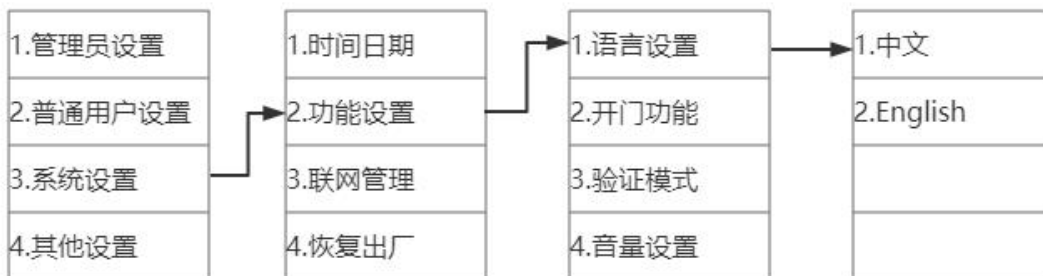 1.管理员设置
2.普通用户设置
3.系统设置
4.其他设置
1.时间日期
2.功能设置
3.联网管理
4.恢复出厂
1.语言设置
2.开门功能
3.验证模式
4.音量设置
1.中文
2.English